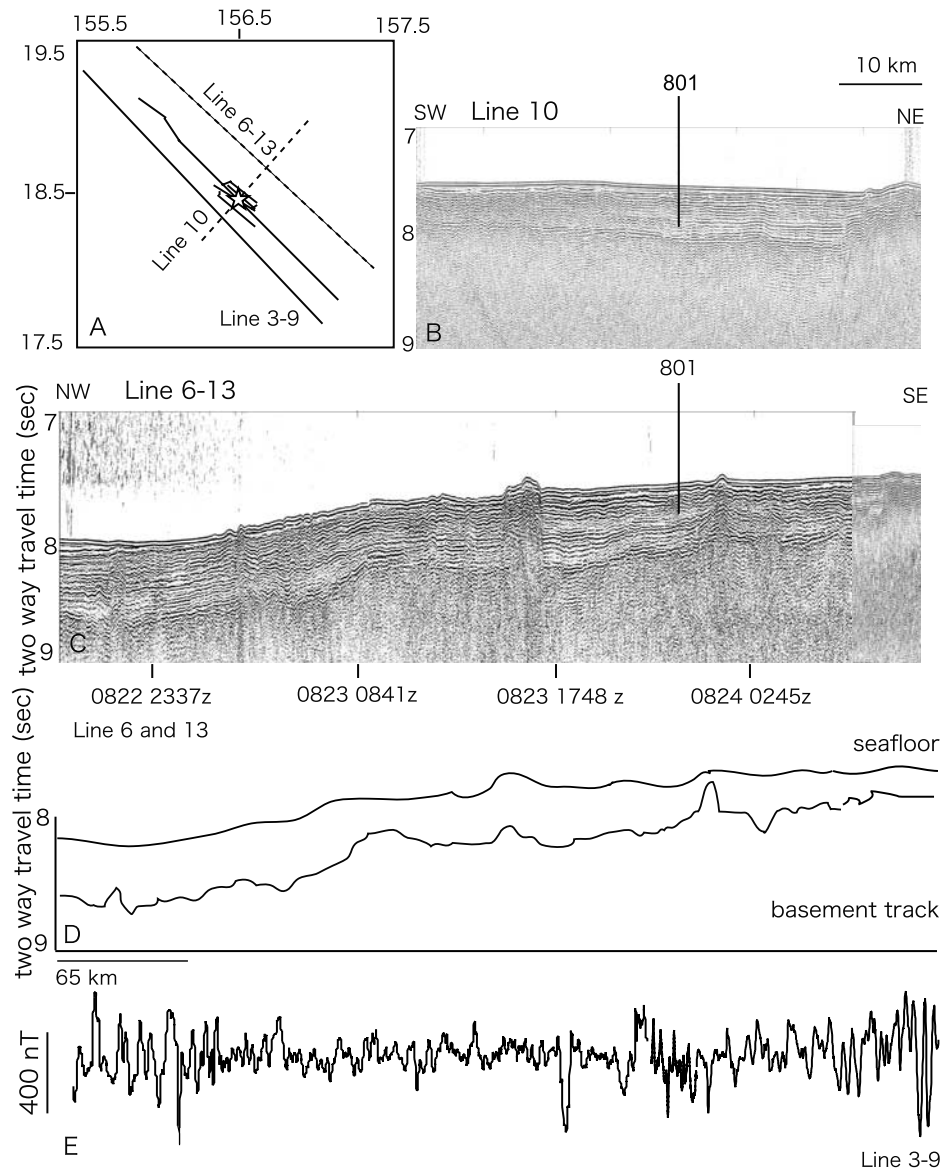 155.5
156.5
157.5
19.5
18.5
17.5
Line 6-13
Line 10
Line 3-9
A
10 km
801
SW Line 10
NE
7
8
9
B
801
NW Line 6-13
SE
two way travel time (sec)
7
8
9
C
0822 2337z
0823 0841z
0823 1748 z
0824 0245z
Line 6 and 13
two way travel time (sec)
seafloor
8
basement track
9
D
65 km
400 nT
E
Line 3-9